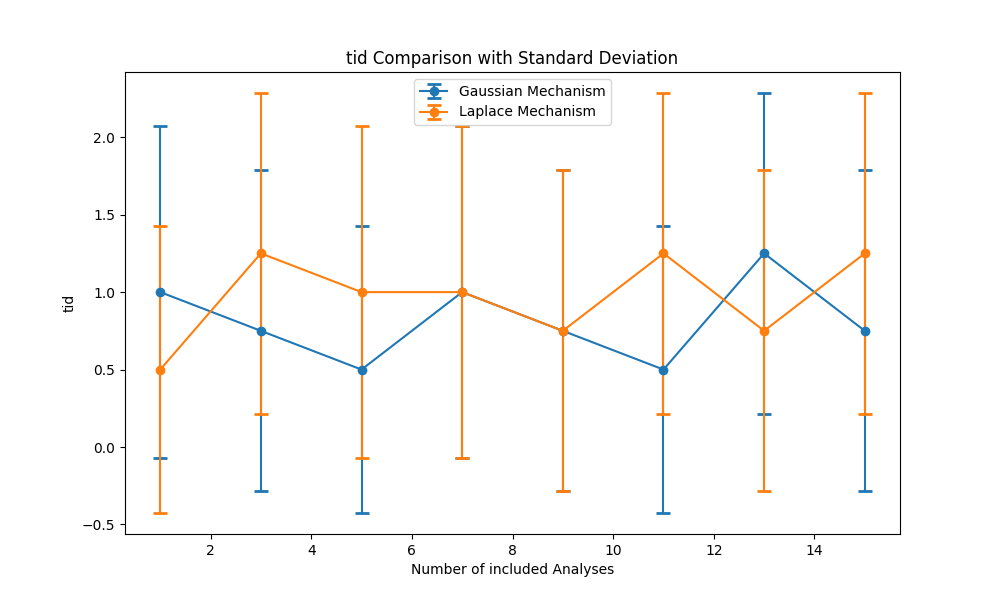 tid Comparison with Standard Deviation
Gaussian Mechanism
Laplace Mechanism
2.0
1.5
1.0
0.5
0.0
−0.5
tid
2 4 6 8 10 12 14
Number of included Analyses